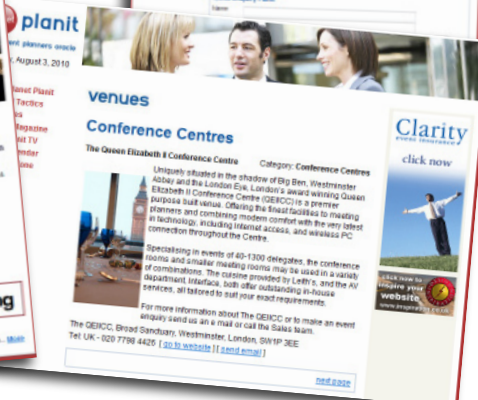 planit
ent planners oracle
August 3, 2010
lanet Planit
Tactics
Magazine
nit TV
endar
one
venues
Conference Centres
The Queen Elizabeth II Conference Centre
Category: Conference Centres
Uniquely situated in the shadow of Big Ben, Westminster
Abbey and the London Eye, London's award winning Queen
Elizabeth II Conference Centre (QEIICC) is a premier
purpose built venue. Offering the finest facilities to meeting
planners and combining modern comfort with the very latest
in technology, including Internet access, and wireless PC
connection throughout the Centre.
Specialising in events of 40-1300 delegates, the conference
rooms and smaller meeting rooms may be used in a variety
of combinations. The cuisine provided by Leith's, and the AV
department, Interface, both offer outstanding in-house
services, all tailored to suit your exact requirements.
For more information about The QEIICC or to make an event
enquiry send us an e mail or call the Sales team.
The QEIICC, Broad Sanctuary, Westminster, London, SW1P 3EE
Tel: UK - 020 7798 4426 [ go to website ] [ send email ]
next page
Clarity
event insurance
click now
click now to
inspire your
website
More